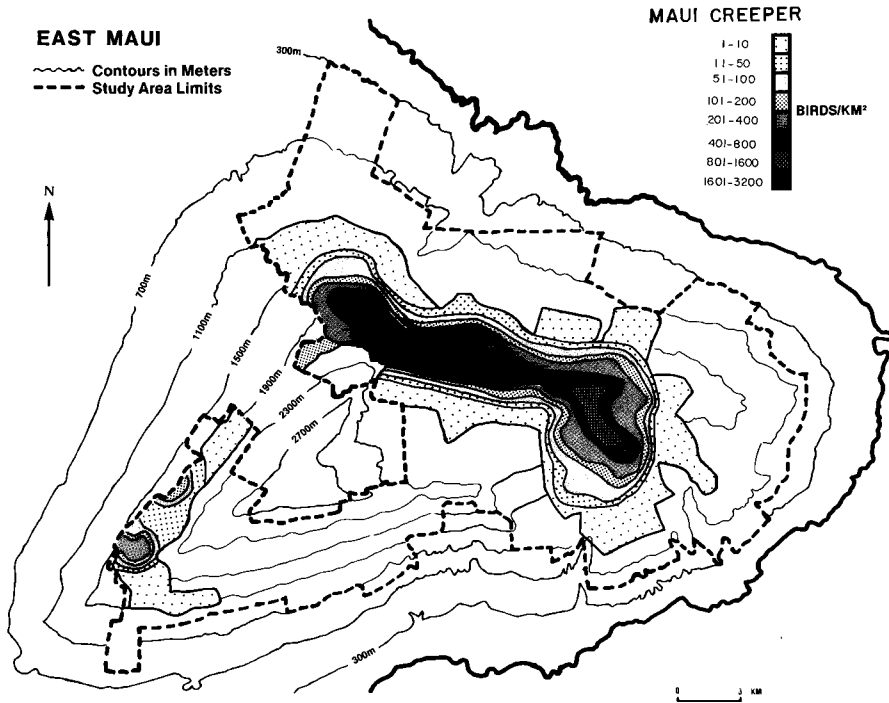 EAST MAUI
Contours in Meters
Study Area Limits
N
MAUI CREEPER
1-10
11-50
51-100
101-200
201-400
401-800
801-1600
1601-3200
BIRDS/KM²
300m
700m
1100m
1500m
1900m
2300m
2700m
300m
0 3 KM